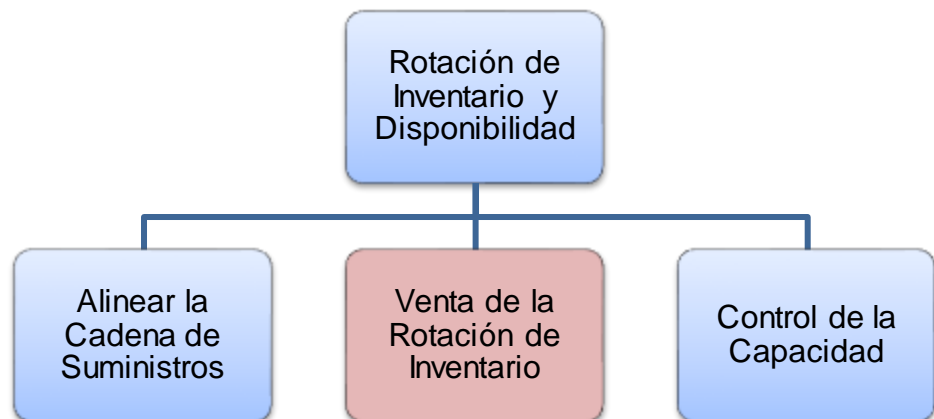 Rotación de
Inventario y
Disponibilidad
Alinear la
Cadena de
Suministros
Venta de la
Rotación de
Inventario
Control de la
Capacidad